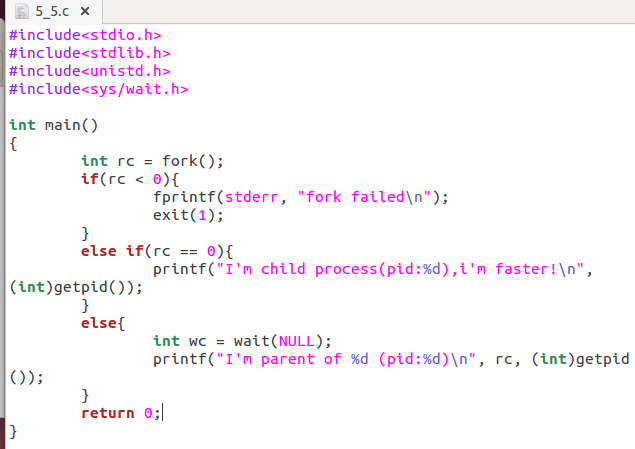 5_5.c ×
#include<stdio.h>
#include<stdlib.h>
#include<unistd.h>
#include<sys/wait.h>

int main()
{
        int rc = fork();
        if(rc < 0){
                fprintf(stderr, "fork failed\n");
                exit(1);
        }
        else if(rc == 0){
                printf("I'm child process(pid:%d),i'm faster!\n",
(int)getpid());
        }
        else{
                int wc = wait(NULL);
                printf("I'm parent of %d (pid:%d)\n", rc, (int)getpid
());
        }
        return 0;
}